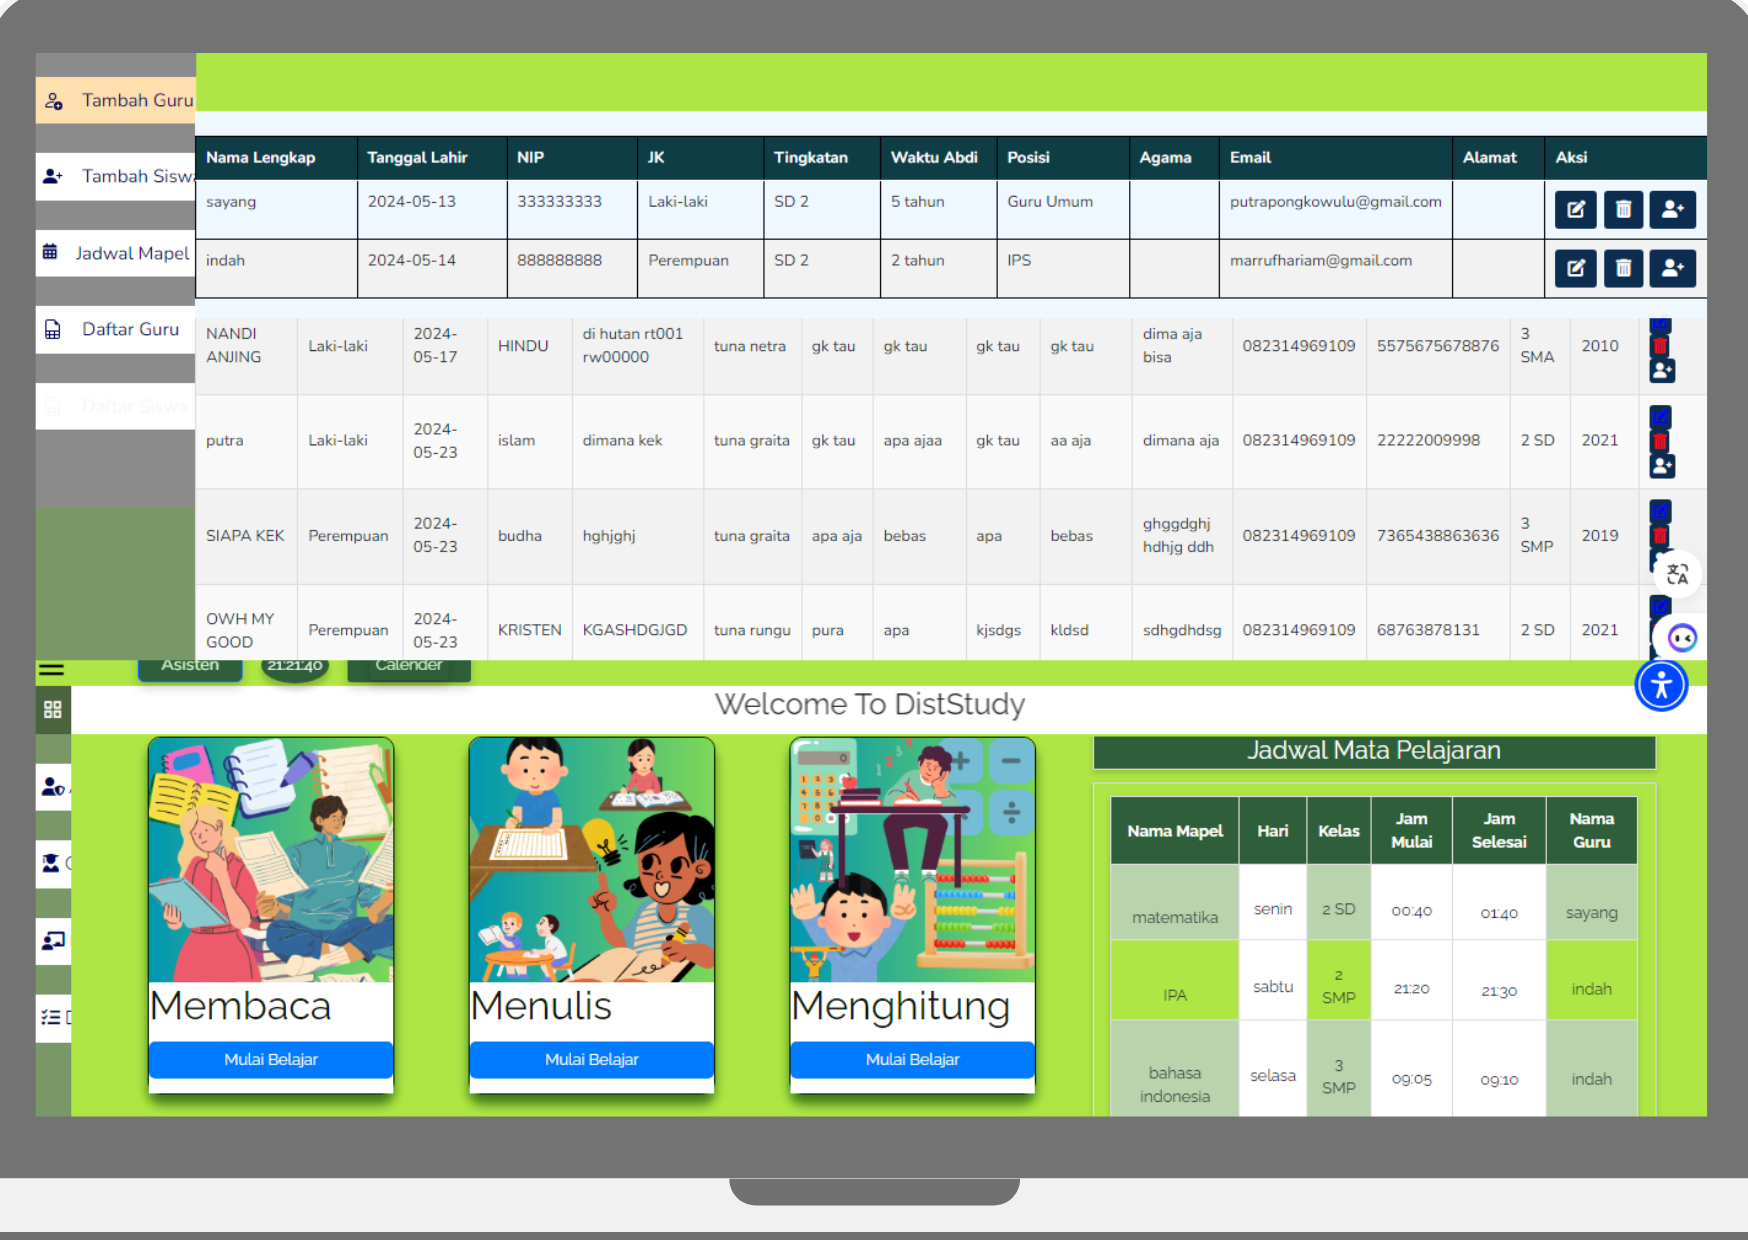 Tambah Guru
Tambah Sisw
Jadwal Mapel
Daftar Guru
Daftar Siswa
Nama Lengkap Tanggal Lahir NIP JK Tingkatan Waktu Abdi Posisi Agama Email Alamat Aksi
sayang 2024-05-13 333333333 Laki-laki SD 2 5 tahun Guru Umum putrapongkowulu@gmail.com
indah 2024-05-14 888888888 Perempuan SD 2 2 tahun IPS marrufhariam@gmail.com
NANDI ANJING Laki-laki 2024-05-17 HINDU di hutan rt001 rw00000 tuna netra gk tau gk tau gk tau gk tau dima aja bisa 082314969109 5575675678876 3 SMA 2010
putra Laki-laki 2024-05-23 islam dimana kek tuna graita gk tau apa ajaa gk tau aa aja dimana aja 082314969109 22222009998 2 SD 2021
SIAPA KEK Perempuan 2024-05-23 budha hghjghj tuna graita apa aja bebas apa bebas ghggdghj hdhjg ddh 082314969109 7365438863636 3 SMP 2019
OWH MY GOOD Perempuan 2024-05-23 KRISTEN KGASHDGJGD tuna rungu pura apa kjsdgs kldsd sdhgdhdsg 082314969109 68763878131 2 SD 2021
Asisten 21:21:40 Calender
Welcome To DistStudy
Membaca
Mulai Belajar
Menulis
Mulai Belajar
Menghitung
Mulai Belajar
Jadwal Mata Pelajaran
Nama Mapel Hari Kelas Jam Mulai Jam Selesai Nama Guru
matematika senin 2 SD 00:40 01:40 sayang
IPA sabtu 2 SMP 21:20 21:30 indah
bahasa indonesia selasa 3 SMP 09:05 09:10 indah